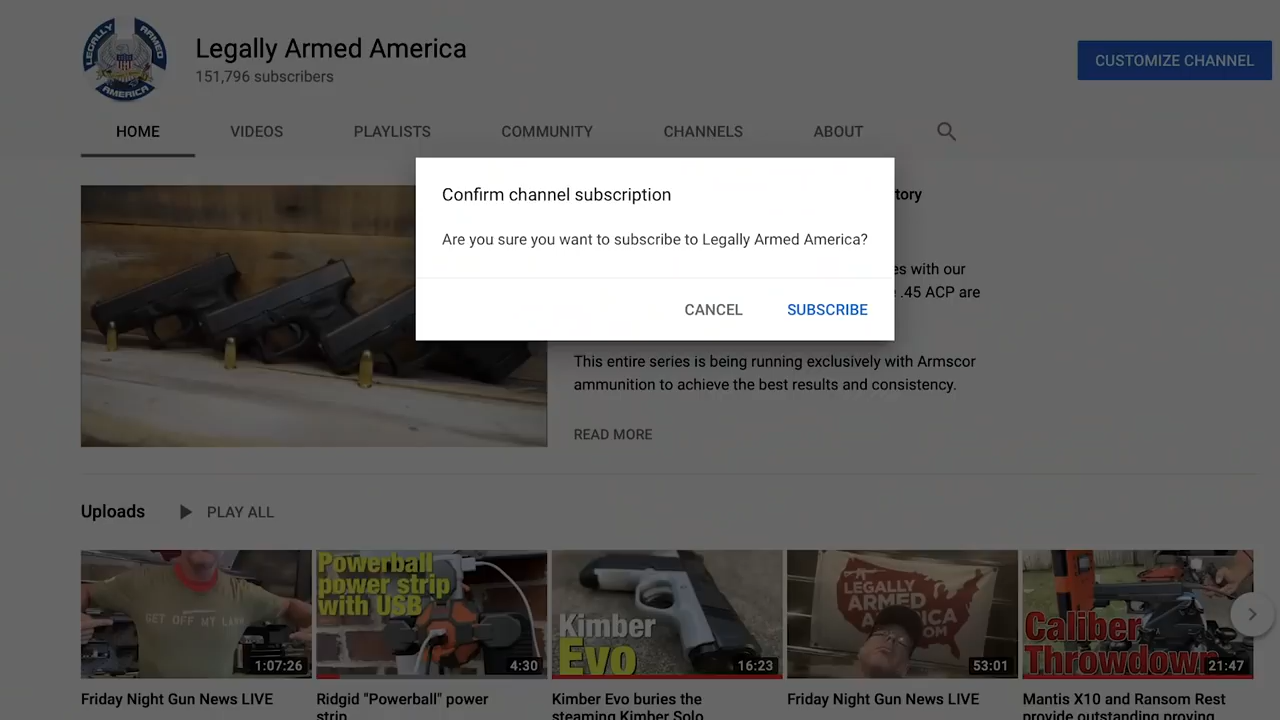 LEGALLY ARMED
AMERICA
Legally Armed America
151,796 subscribers
CUSTOMIZE CHANNEL
HOME
VIDEOS
PLAYLISTS
COMMUNITY
CHANNELS
ABOUT
Confirm channel subscription
Are you sure you want to subscribe to Legally Armed America?
CANCEL
SUBSCRIBE
tory
es with our
.45 ACP are
This entire series is being running exclusively with Armscor
ammunition to achieve the best results and consistency.
READ MORE
Uploads
PLAY ALL
GET OFF MY LAWN
1:07:26
Friday Night Gun News LIVE
Powerball
power strip
with USB
4:30
Ridgid "Powerball" power
strip
Kimber
Evo
16:23
Kimber Evo buries the
steaming Kimber Solo
LEGALLY
ARMED
AMERICA
.COM
53:01
Friday Night Gun News LIVE
Caliber
Throwdown
21:47
Mantis X10 and Ransom Rest
provide outstanding proving